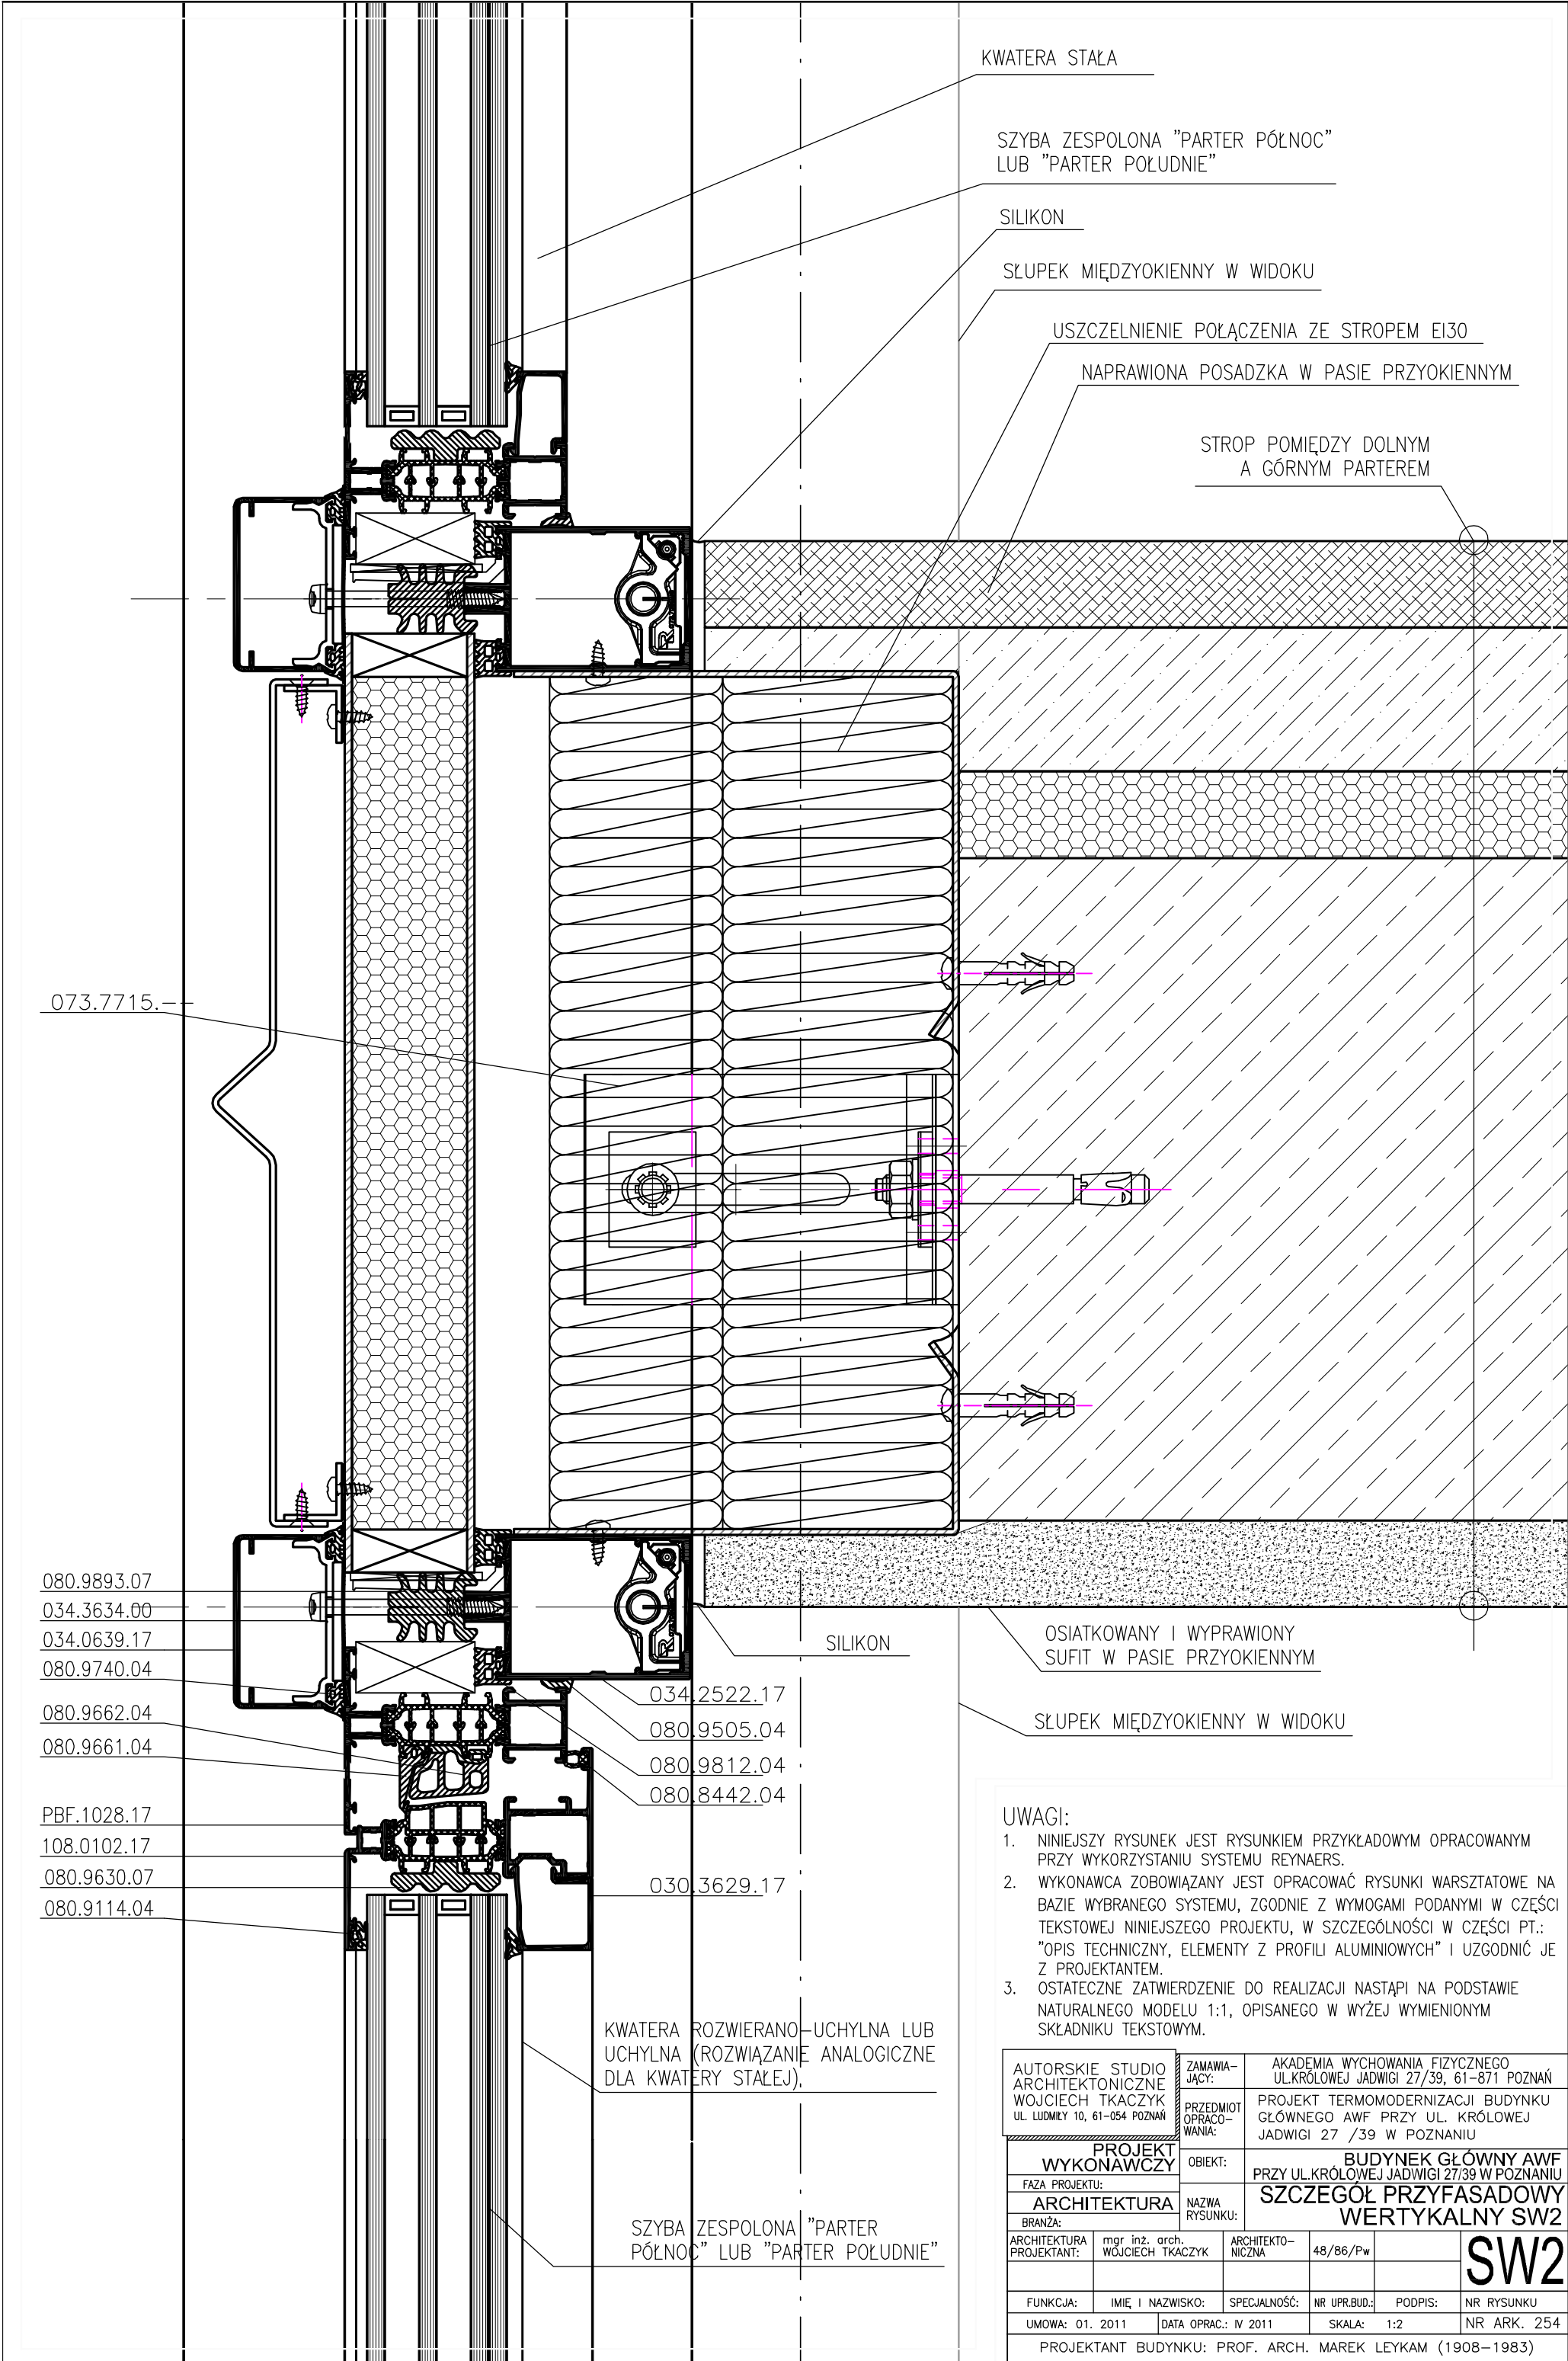 KWATERA STAŁA
SZYBA ZESPOLONA "PARTER PÓŁNOC"
LUB "PARTER POŁUDNIE"
SILIKON
SŁUPEK MIĘDZYOKIENNY W WIDOKU
USZCZELNIENIE POŁĄCZENIA ZE STROPEM EI30
NAPRAWIONA POSADZKA W PASIE PRZYOKIENNYM
STROP POMIĘDZY DOLNYM
A GÓRNYM PARTEREM
073.7715.--
080.9893.07
034.3634.00
034.0639.17
080.9740.04
080.9662.04
080.9661.04
PBF.1028.17
108.0102.17
080.9630.07
080.9114.04
SILIKON
034.2522.17
080.9505.04
080.9812.04
080.8442.04
030.3629.17
OSIATKOWANY I WYPRAWIONY
SUFIT W PASIE PRZYOKIENNYM
SŁUPEK MIĘDZYOKIENNY W WIDOKU
KWATERA ROZWIERANO-UCHYLNA LUB
UCHYLNA (ROZWIĄZANIE ANALOGICZNE
DLA KWATERY STAŁEJ)
SZYBA ZESPOLONA "PARTER
PÓŁNOC" LUB "PARTER POŁUDNIE"
UWAGI:
1. NINIEJSZY RYSUNEK JEST RYSUNKIEM PRZYKŁADOWYM OPRACOWANYM
PRZY WYKORZYSTANIU SYSTEMU REYNAERS.
2. WYKONAWCA ZOBOWIĄZANY JEST OPRACOWAĆ RYSUNKI WARSZTATOWE NA
BAZIE WYBRANEGO SYSTEMU, ZGODNIE Z WYMOGAMI PODANYMI W CZĘŚCI
TEKSTOWEJ NINIEJSZEGO PROJEKTU, W SZCZEGÓLNOŚCI W CZĘŚCI PT.:
"OPIS TECHNICZNY, ELEMENTY Z PROFILI ALUMINIOWYCH" I UZGODNIĆ JE
Z PROJEKTANTEM.
3. OSTATECZNE ZATWIERDZENIE DO REALIZACJI NASTĄPI NA PODSTAWIE
NATURALNEGO MODELU 1:1, OPISANEGO W WYŻEJ WYMIENIONYM
SKŁADNIKU TEKSTOWYM.
AUTORSKIE STUDIO
ARCHITEKTONICZNE
WOJCIECH TKACZYK
UL. LUDMIŁY 10, 61-054 POZNAŃ
ZAMAWIA-
JĄCY:
AKADEMIA WYCHOWANIA FIZYCZNEGO
UL.KRÓLOWEJ JADWIGI 27/39, 61-871 POZNAŃ
PRZEDMIOT
OPRACO-
WANIA:
PROJEKT TERMOMODERNIZACJI BUDYNKU
GŁÓWNEGO AWF PRZY UL. KRÓLOWEJ
JADWIGI 27 /39 W POZNANIU
PROJEKT
WYKONAWCZY
FAZA PROJEKTU:
OBIEKT:
BUDYNEK GŁÓWNY AWF
PRZY UL.KRÓLOWEJ JADWIGI 27/39 W POZNANIU
ARCHITEKTURA
BRANŻA:
NAZWA
RYSUNKU:
SZCZEGÓŁ PRZYFASADOWY
WERTYKALNY SW2
ARCHITEKTURA
PROJEKTANT:
mgr inż. arch.
WOJCIECH TKACZYK
ARCHITEKTO-
NICZNA
48/86/Pw
SW2
FUNKCJA:
IMIĘ I NAZWISKO:
SPECJALNOŚĆ:
NR UPR.BUD.:
PODPIS:
NR RYSUNKU
UMOWA: 01. 2011
DATA OPRAC.: IV 2011
SKALA: 1:2
NR ARK. 254
PROJEKTANT BUDYNKU: PROF. ARCH. MAREK LEYKAM (1908-1983)